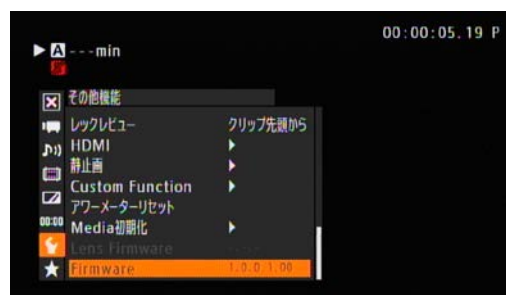 00:00:05.19 P
A ---min
その他機能
レックレビュー クリップ先頭から
HDMI
静止画
Custom Function
アワーメーターリセット
00:00 Media初期化
Lens Firmware
Firmware 1.0.0.1.00